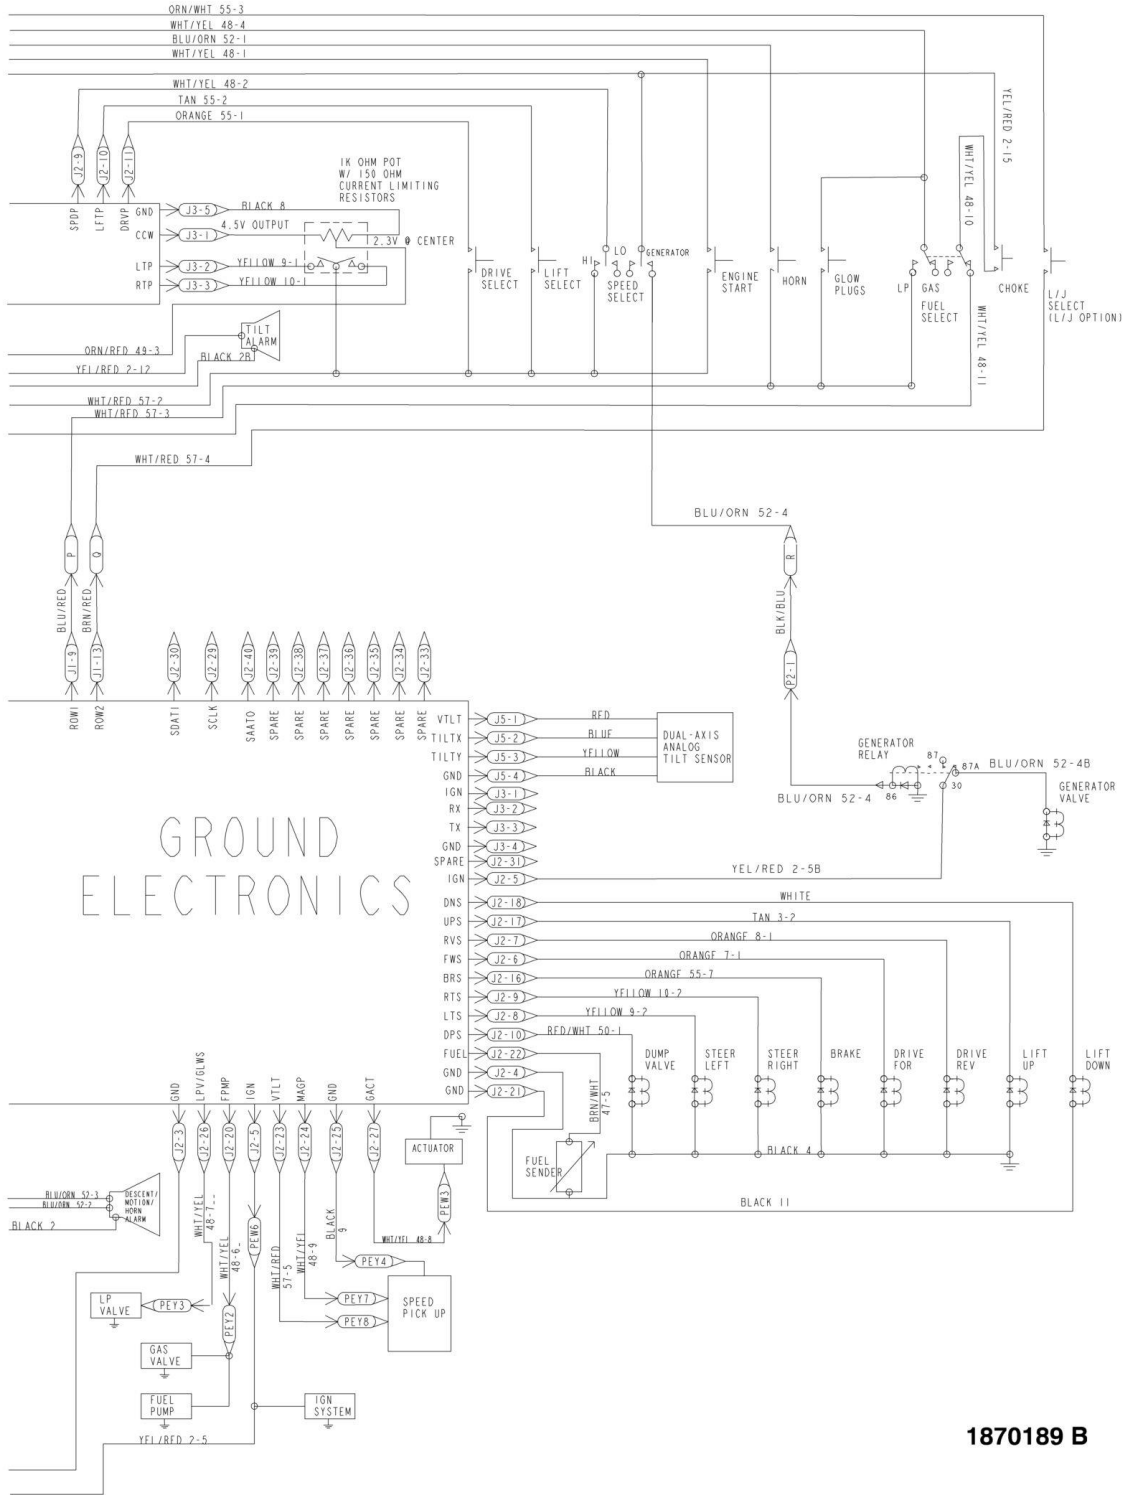 ORN/WHT 55-3
WHT/YEL 48-4
BLU/ORN 52-1
WHT/YEL 48-1
WHT/YEL 48-2
TAN 55-2
ORANGE 55-1
YEL/RED 2-15
WHT/YEL 48-10
J2-9
J2-10
J2-11
1K OHM POT
W/ 150 OHM
CURRENT LIMITING
RESISTORS
SPDP
LFTP
DRVP
GND
J3-5
BLACK 8
CCW
J3-1
4.5V OUTPUT
2.3V @ CENTER
LTP
J3-2
YELLOW 9-1
RTP
J3-3
YELLOW 10-1
DRIVE
SELECT
LIFT
SELECT
HI
LO
SPEED
SELECT
GENERATOR
ENGINE
START
HORN
GLOW
PLUGS
LP
GAS
FUEL
SELECT
CHOKE
L/J
SELECT
(L/J OPTION)
WHT/YEL 48-11
TILT
ALARM
ORN/RED 49-3
BLACK 2B
YEL/RED 2-12
WHT/RED 57-2
WHT/RED 57-3
WHT/RED 57-4
BLU/ORN 52-4
P
Q
R
BLU/RED
BRN/RED
BLK/BLU
J1-9
J1-13
J2-30
J2-29
J2-40
J2-39
J2-38
J2-37
J2-36
J2-35
J2-34
J2-33
P2-1
ROW1
ROW2
SDATI
SCLK
SAATO
SPARE
SPARE
SPARE
SPARE
SPARE
SPARE
SPARE
VTLT
J5-1
RED
TILTX
J5-2
BLUE
TILTY
J5-3
YELLOW
GND
J5-4
BLACK
DUAL-AXIS
ANALOG
TILT SENSOR
IGN
J3-1
RX
J3-2
TX
J3-3
GND
J3-4
SPARE
J2-31
IGN
J2-5
GENERATOR
RELAY
87
87A
86
30
BLU/ORN 52-4
BLU/ORN 52-4B
GENERATOR
VALVE
YEL/RED 2-5B
GROUND
ELECTRONICS
DNS
J2-18
WHITE
UPS
J2-17
TAN 3-2
RVS
J2-7
ORANGE 8-1
FWS
J2-6
ORANGE 7-1
BRS
J2-16
ORANGE 55-7
RTS
J2-9
YELLOW 10-2
LTS
J2-8
YELLOW 9-2
DPS
J2-10
RED/WHT 50-1
FUEL
J2-22
GND
J2-4
GND
J2-21
DUMP
VALVE
STEER
LEFT
STEER
RIGHT
BRAKE
DRIVE
FOR
DRIVE
REV
LIFT
UP
LIFT
DOWN
BRN/WHT
47-5
FUEL
SENDER
BLACK 4
BLACK 11
GND
LPV/GLWS
FPMP
IGN
VTLT
MAGP
GND
GACT
J2-3
J2-26
J2-20
J2-5
J2-23
J2-24
J2-25
J2-27
ACTUATOR
PEW3
BLU/ORN 52-3
BLU/ORN 52-2
BLACK 2
DESCENT/
MOTION/
HORN
ALARM
WHT/YEL
48-7
WHT/YEL
48-6
PEW6
WHT/RED
57-5
WHT/YEL
48-9
BLACK
9
WHT/YEL 48-8
PEY4
PEY7
PEY8
SPEED
PICK UP
LP
VALVE
PEY3
PEY2
GAS
VALVE
FUEL
PUMP
IGN
SYSTEM
YEL/RED 2-5
1870189 B